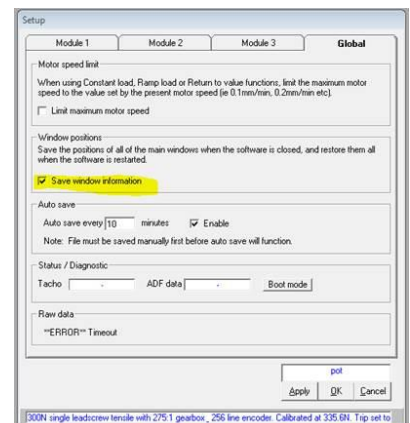 Setup
Module 1 Module 2 Module 3 Global
Motor speed limit
When using Constant load, Ramp load or Return to value functions, limit the maximum motor
speed to the value set by the present motor speed (ie 0.1mm/min, 0.2mm/min etc).
Limit maximum motor speed
Window positions
Save the positions of all of the main windows when the software is closed, and restore them all
when the software is restarted.
Save window information
Auto save
Auto save every 10 minutes Enable
Note: File must be saved manually first before auto save will function.
Status / Diagnostic
Tacho - ADF data - Boot mode
Raw data
**ERROR** Timeout
pot
Apply OK Cancel
300N single leadscrew tensile with 275:1 gearbox_ 256 line encoder. Calibrated at 335.6N. Trip set to